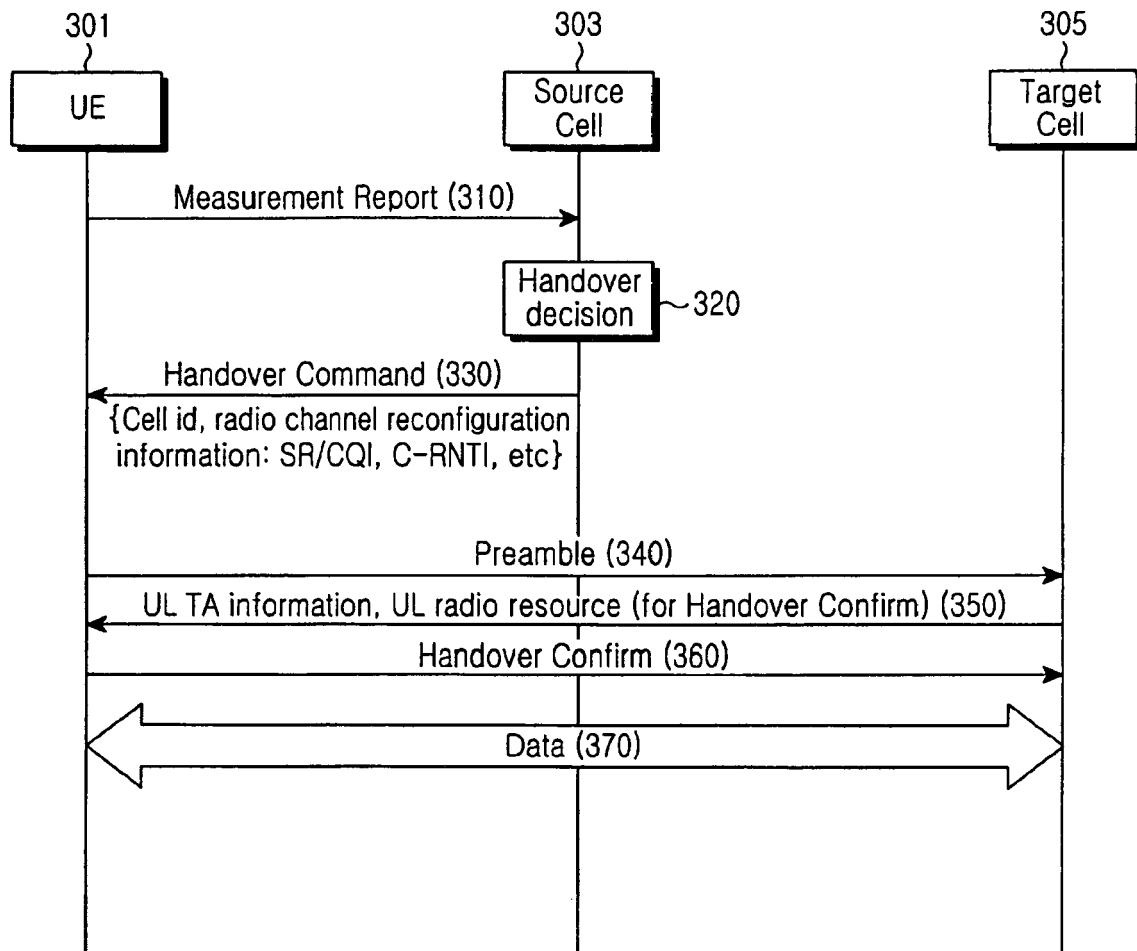 301
303
305
UE
Source
Cell
Target
Cell
Measurement Report (310)
Handover
decision
320
Handover Command (330)
{Cell id, radio channel reconfiguration
information: SR/CQI, C-RNTI, etc}
Preamble (340)
UL TA information, UL radio resource (for Handover Confirm) (350)
Handover Confirm (360)
Data (370)